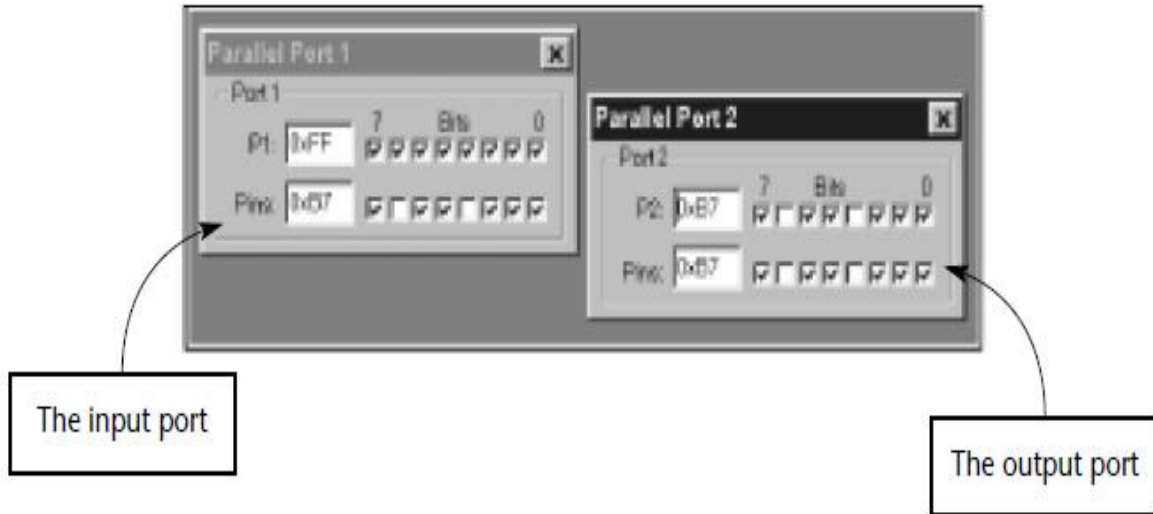 Parallel Port 1
Port 1
7 Bits 0
P1: 0xFF
Pins: 0xB7
Parallel Port 2
Port 2
7 Bits 0
P2: 0xB7
Pins: 0xB7
The input port
The output port